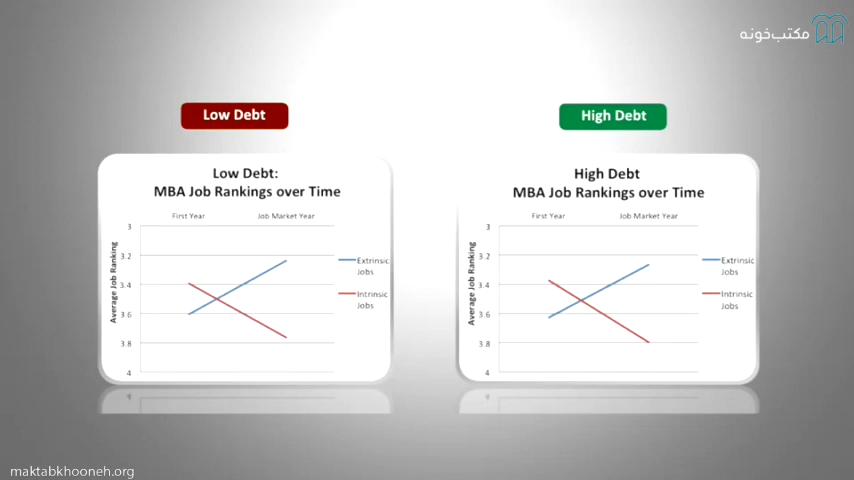 مکتب‌خونه
Low Debt
High Debt
Low Debt:
MBA Job Rankings over Time
First Year
Job Market Year
Average Job Ranking
3
3.2
3.4
3.6
3.8
4
Extrinsic
Jobs
Intrinsic
Jobs
High Debt
MBA Job Rankings over Time
First Year
Job Market Year
Average Job Ranking
3
3.2
3.4
3.6
3.8
4
Extrinsic
Jobs
Intrinsic
Jobs
maktabkhooneh.org